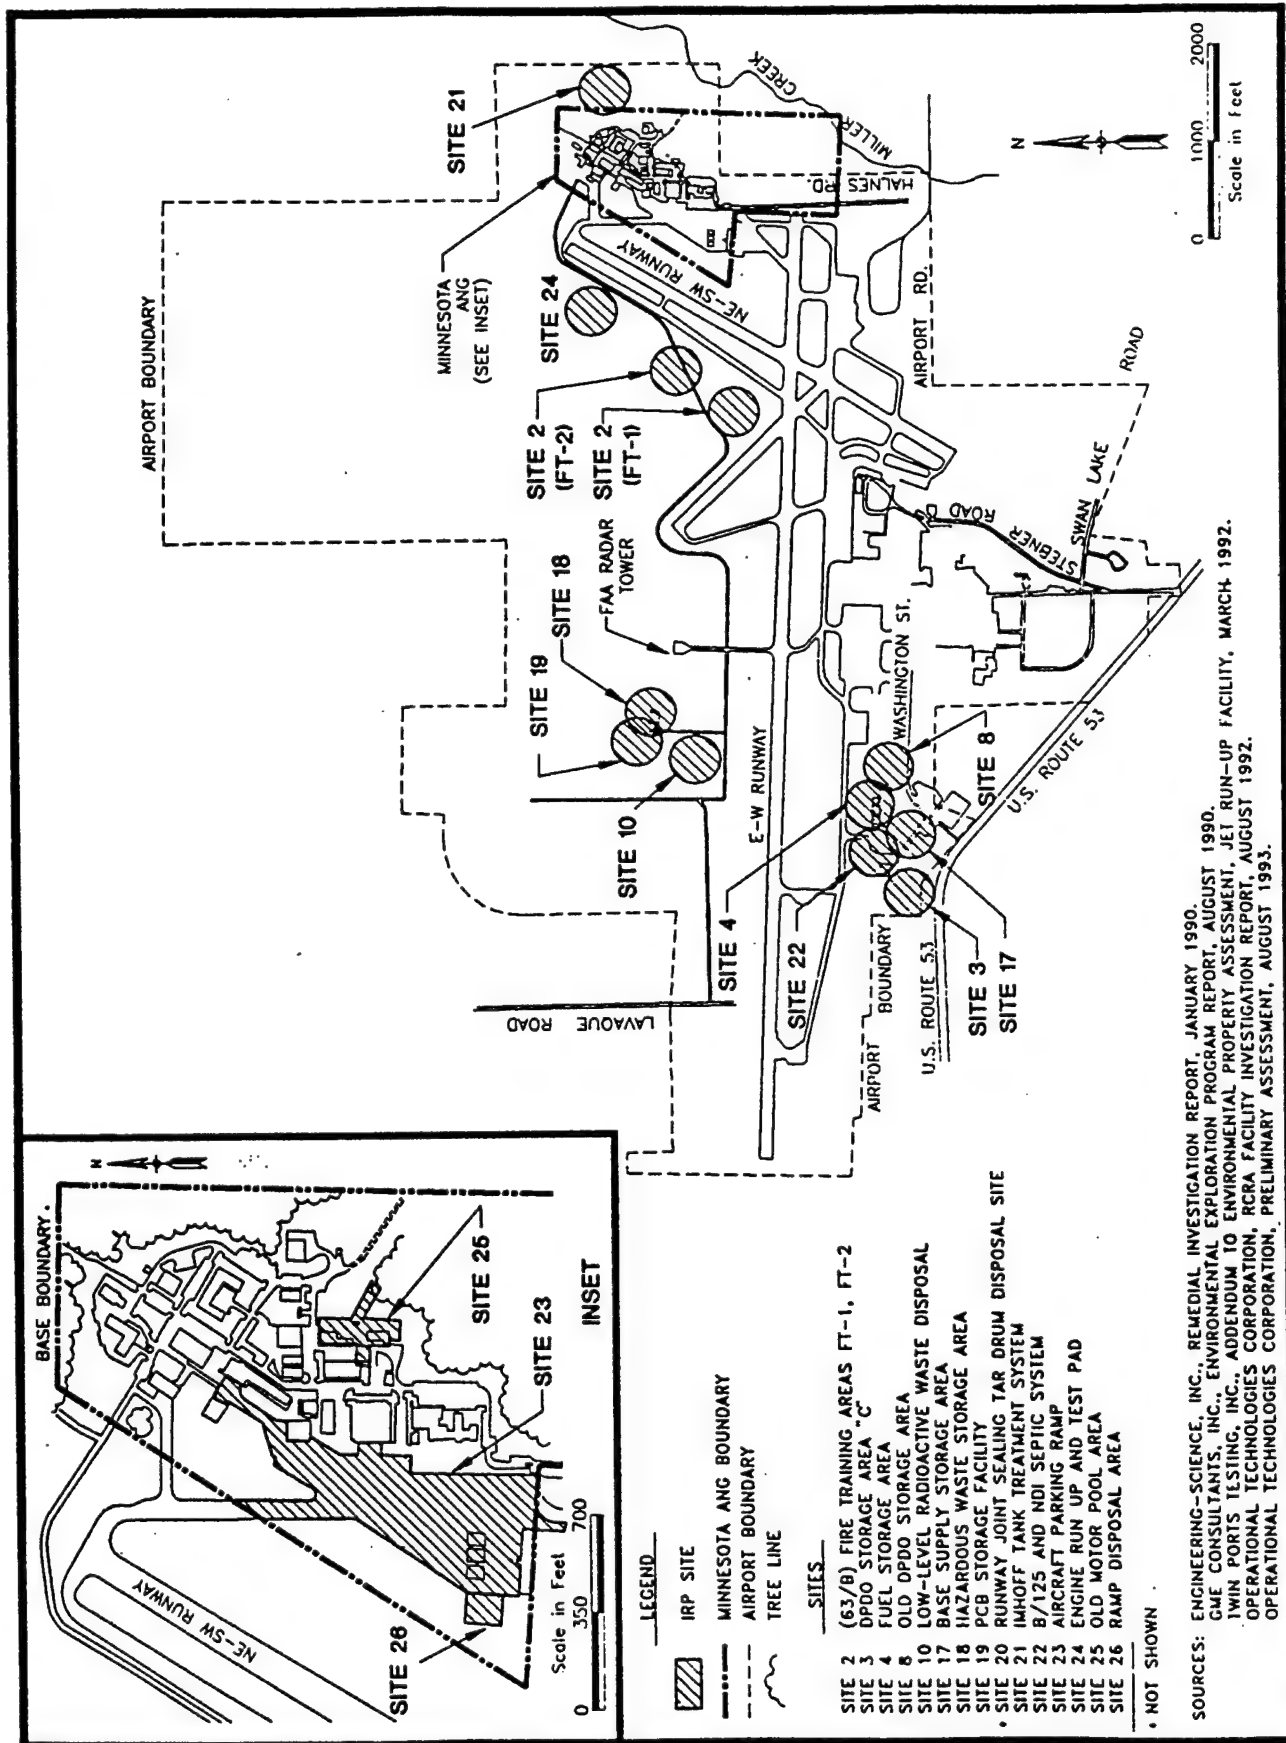 AIRPORT BOUNDARY
SITE 21
MINNESOTA
ANG
(SEE INSET)
SITE 24
SITE 2
(FT-2)
SITE 2
(FT-1)
NE-SW RUNWAY
MILLER
CREEK
HALNES
RD.
AIRPORT RD.
FAA RADAR
TOWER
SITE 18
SITE 19
SITE 10
SITE 4
SITE 22
E-W RUNWAY
WASHINGTON ST.
STEBNER
ROAD
SWAN LAKE
ROAD
SITE 8
U.S. ROUTE 53
LAVAQUE
ROAD
AIRPORT
BOUNDARY
U.S. ROUTE 53
SITE 3
SITE 17
N
0 1000 2000
Scale in Feet
BASE BOUNDARY
N
NE-SW RUNWAY
SITE 26
SITE 25
SITE 23
INSET
0 350 700
Scale in Feet
LEGEND
IRP SITE
MINNESOTA ANG BOUNDARY
AIRPORT BOUNDARY
TREE LINE
SITES
SITE 2 (63/B) FIRE TRAINING AREAS FT-1, FT-2
SITE 3 DPDO STORAGE AREA "C"
SITE 4 FUEL STORAGE AREA
SITE 8 OLD DPDO STORAGE AREA
SITE 10 LOW-LEVEL RADIOACTIVE WASTE DISPOSAL
SITE 17 BASE SUPPLY STORAGE AREA
SITE 18 HAZARDOUS WASTE STORAGE AREA
SITE 19 PCB STORAGE FACILITY
• SITE 20 RUNWAY JOINT SEALING TAR DRUM DISPOSAL SITE
SITE 21 IMHOFF TANK TREATMENT SYSTEM
SITE 22 B/125 AND NDI SEPTIC SYSTEM
SITE 23 AIRCRAFT PARKING RAMP
SITE 24 ENGINE RUN UP AND TEST PAD
SITE 25 OLD MOTOR POOL AREA
SITE 26 RAMP DISPOSAL AREA
• NOT SHOWN
SOURCES: ENGINEERING-SCIENCE, INC., REMEDIAL INVESTIGATION REPORT, JANUARY 1990.
GME CONSULTANTS, INC., ENVIRONMENTAL EXPLORATION PROGRAM REPORT, AUGUST 1990.
TWIN PORTS TESTING, INC., ADDENDUM TO ENVIRONMENTAL PROPERTY ASSESSMENT, JET RUN-UP FACILITY, MARCH 1992.
OPERATIONAL TECHNOLOGIES CORPORATION, RCRA FACILITY INVESTIGATION REPORT, AUGUST 1992.
OPERATIONAL TECHNOLOGIES CORPORATION, PRELIMINARY ASSESSMENT, AUGUST 1993.